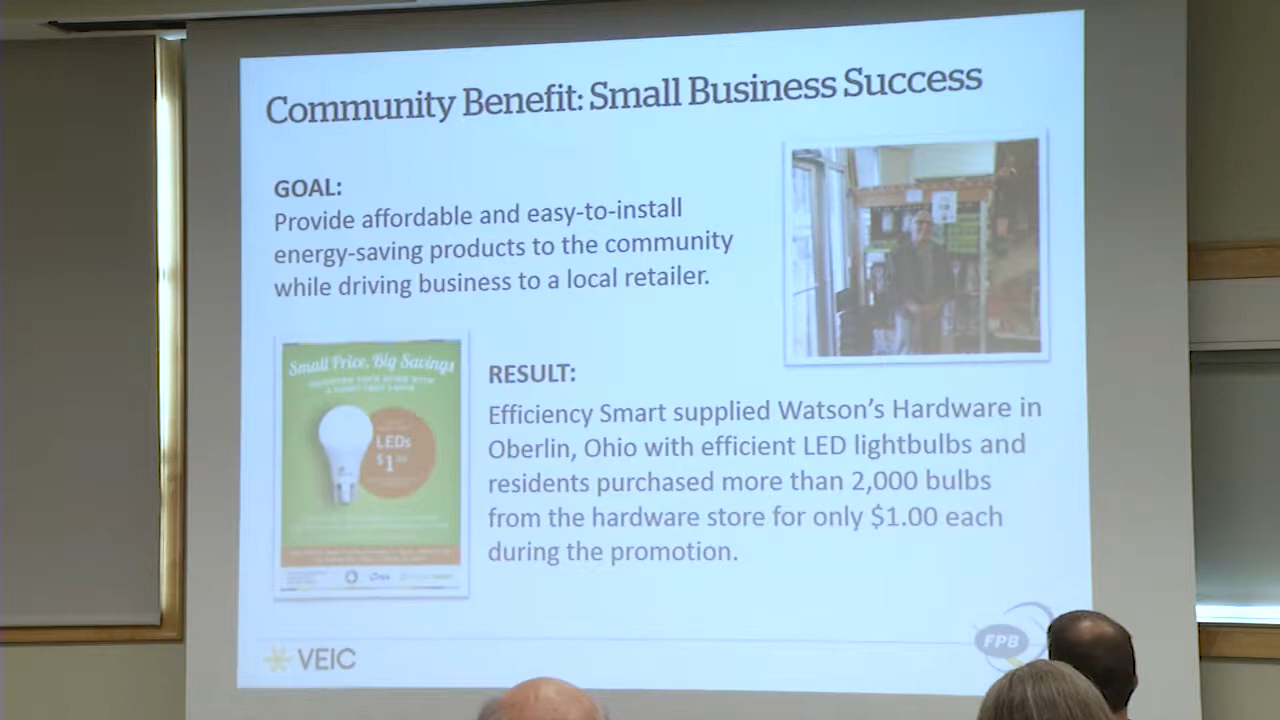 Community Benefit: Small Business Success
GOAL:
Provide affordable and easy-to-install
energy-saving products to the community
while driving business to a local retailer.
Small Price, Big Savings
LEDs
$1
RESULT:
Efficiency Smart supplied Watson's Hardware in
Oberlin, Ohio with efficient LED lightbulbs and
residents purchased more than 2,000 bulbs
from the hardware store for only $1.00 each
during the promotion.
VEIC
FPB